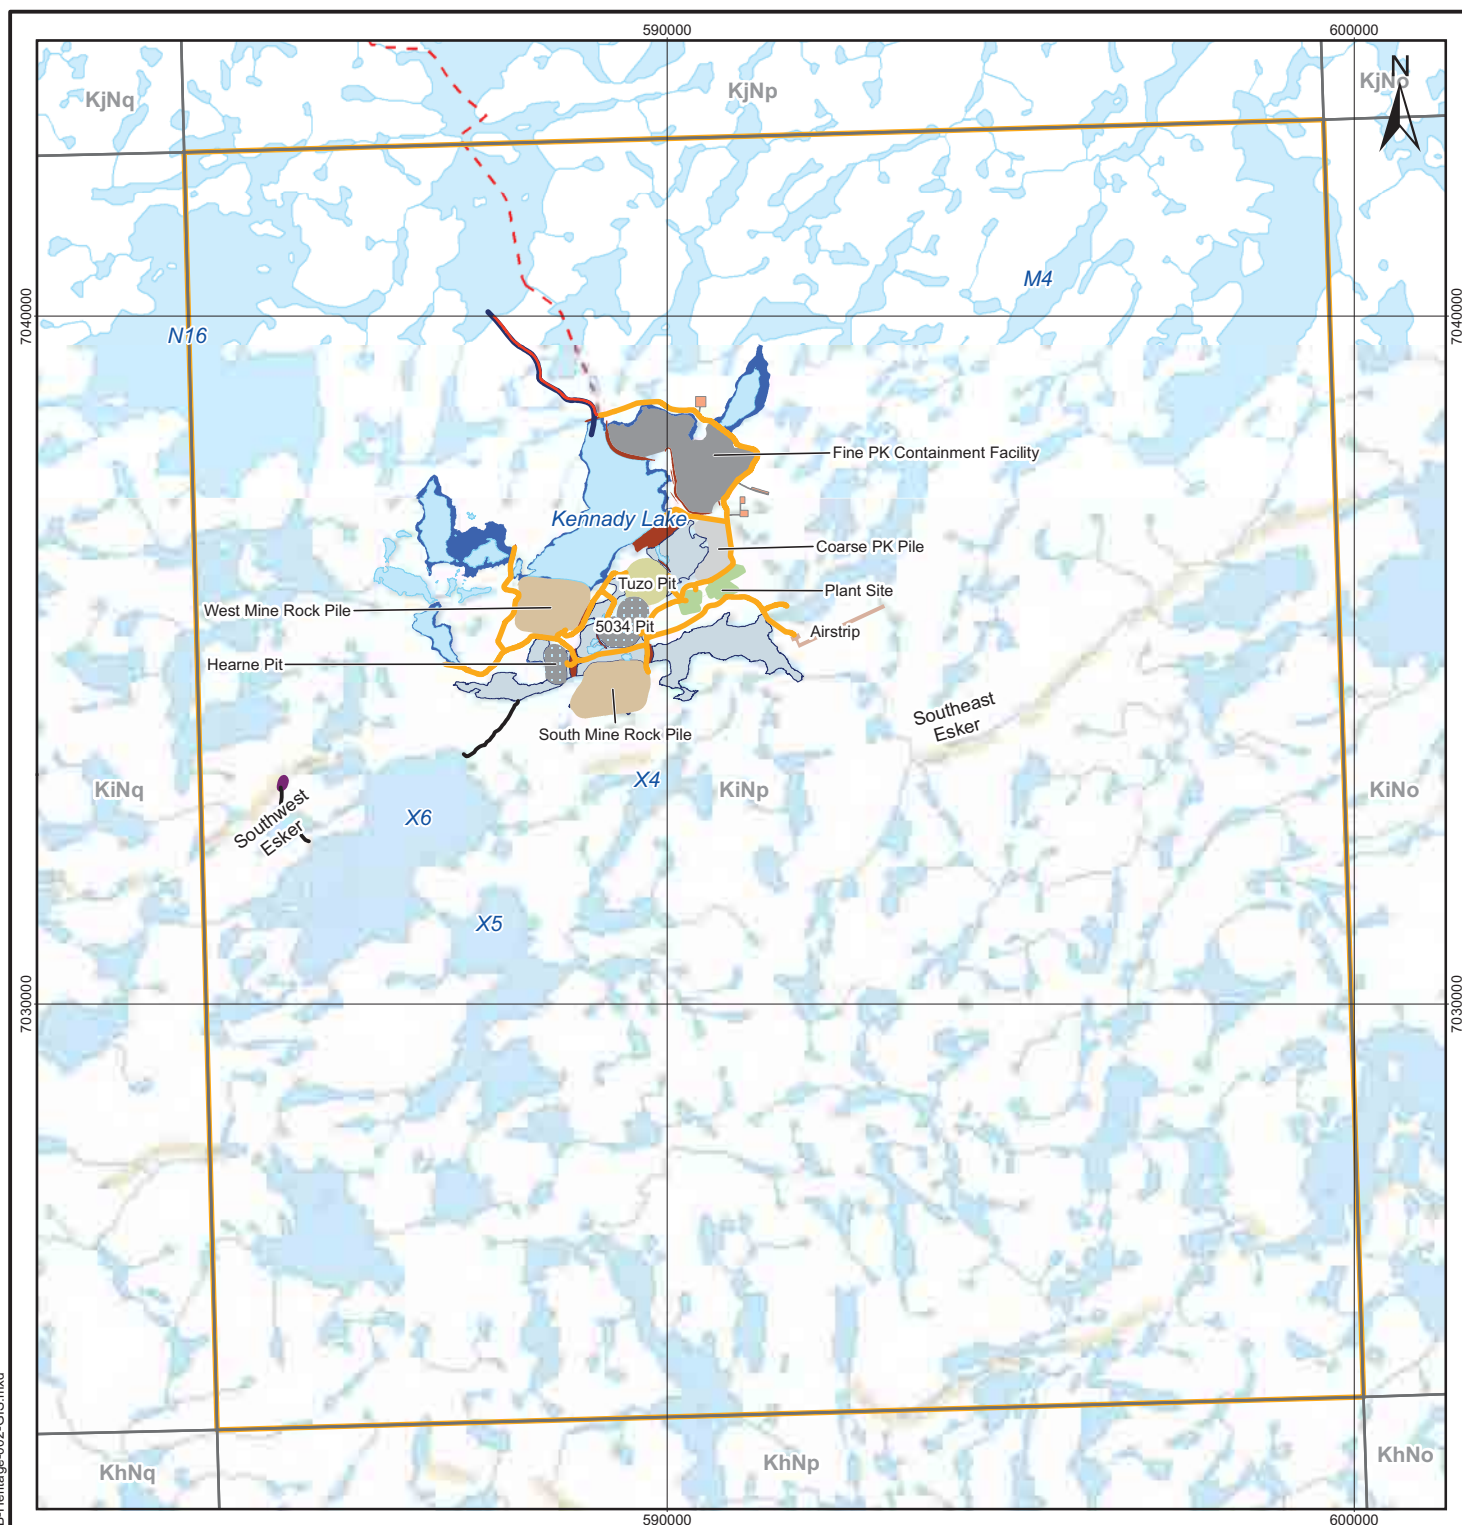 590000
600000
KjNq
KjNp
KjNo
N
M4
7040000
7040000
N16
Fine PK Containment Facility
Kennady Lake
Coarse PK Pile
Tuzo Pit
Plant Site
West Mine Rock Pile
5034 Pit
Airstrip
Hearne Pit
Southeast
Esker
South Mine Rock Pile
KiNq
X4
KiNp
KiNo
Southwest
Esker
X6
X5
7030000
7030000
KhNq
KhNp
KhNo
590000
600000